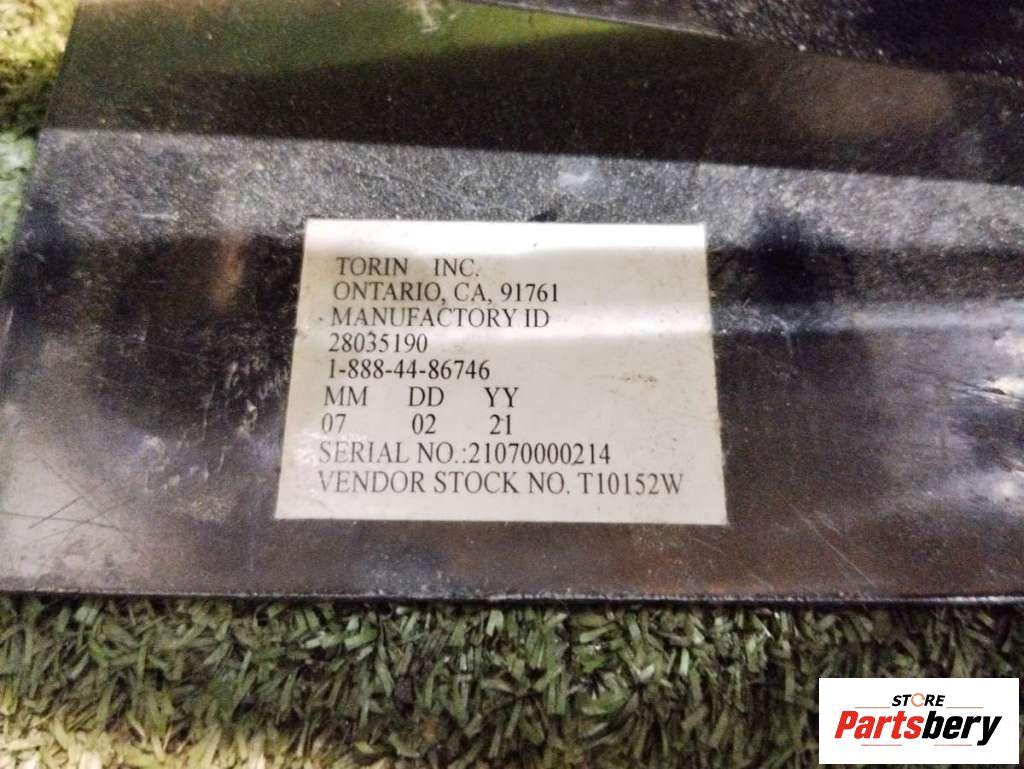 TORIN INC.
ONTARIO, CA, 91761
MANUFACTORY ID
28035190
1-888-44-86746
MM DD YY
07 02 21
SERIAL NO.:21070000214
VENDOR STOCK NO. T10152W
STORE
Partsbery